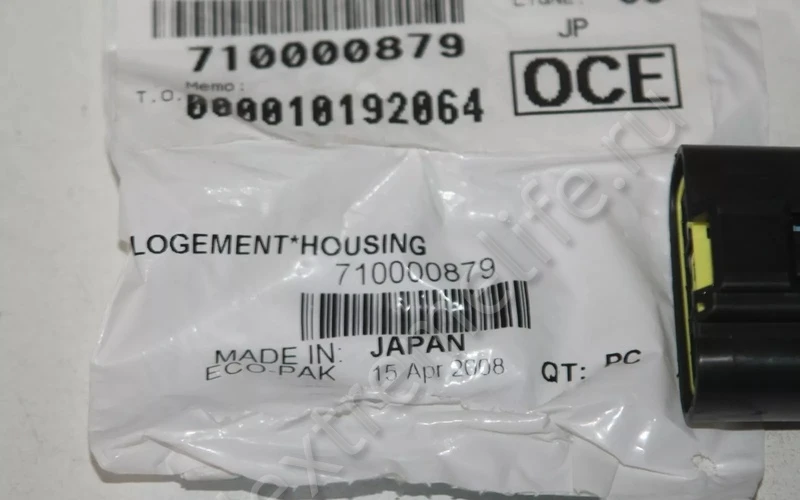 JP
710000879
OCE
Memo:
T.O.
000010192064
LOGEMENT*HOUSING
710000879
MADE IN: JAPAN
ECO-PAK 15 Apr 2008
QT: PC